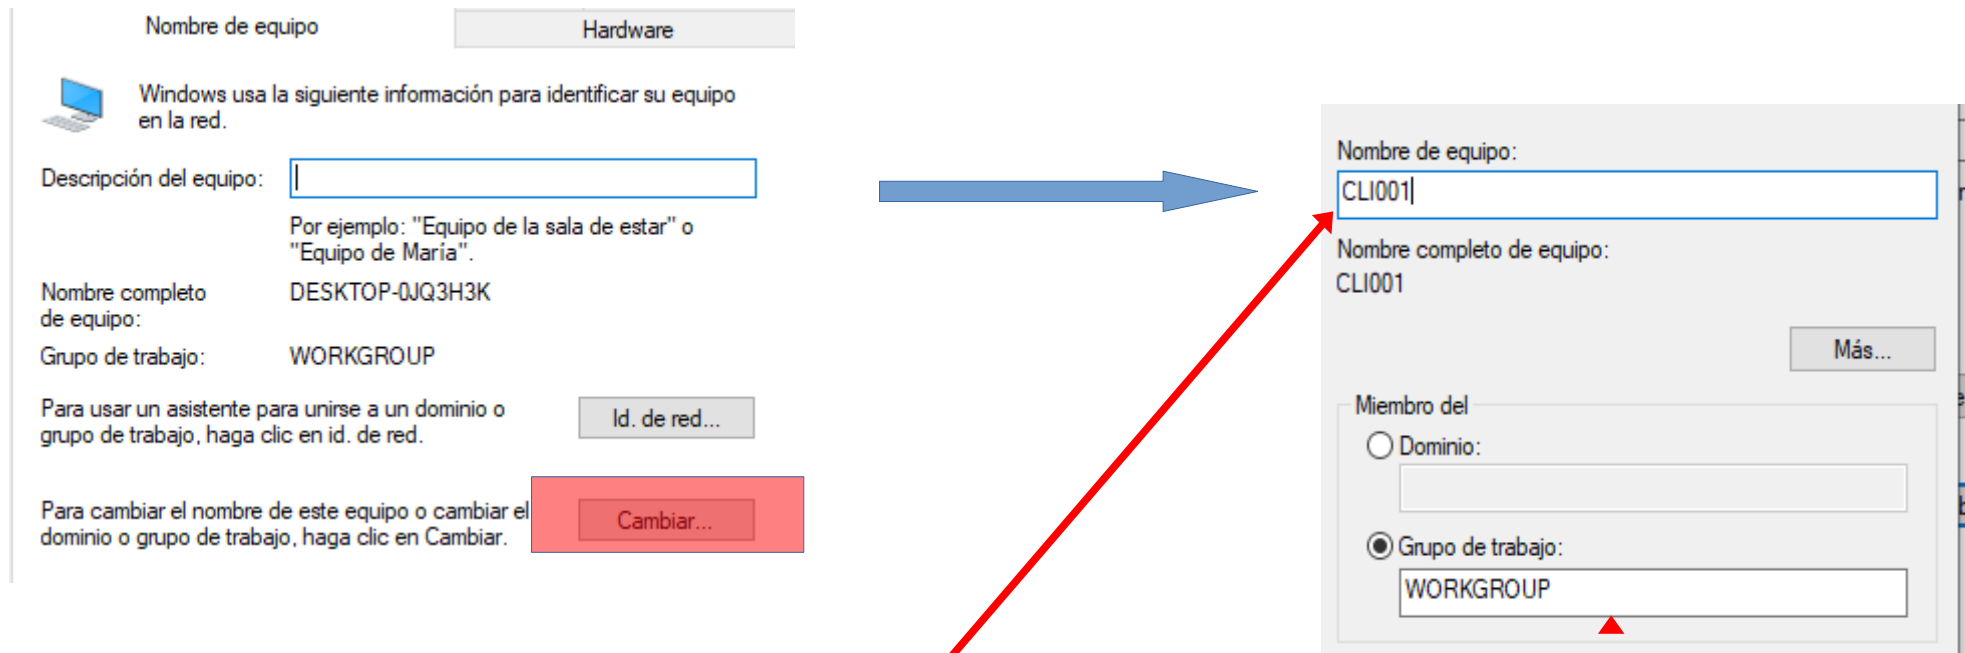 Nombre de equipo
Hardware
Windows usa la siguiente información para identificar su equipo
en la red.
Descripción del equipo:
Por ejemplo: "Equipo de la sala de estar" o
"Equipo de María".
Nombre completo
de equipo:
DESKTOP-0JQ3H3K
Grupo de trabajo:
WORKGROUP
Para usar un asistente para unirse a un dominio o
grupo de trabajo, haga clic en id. de red.
Id. de red...
Para cambiar el nombre de este equipo o cambiar el
dominio o grupo de trabajo, haga clic en Cambiar.
Cambiar...
Nombre de equipo:
CLI001
Nombre completo de equipo:
CLI001
Más...
Miembro del
Dominio:
Grupo de trabajo:
WORKGROUP